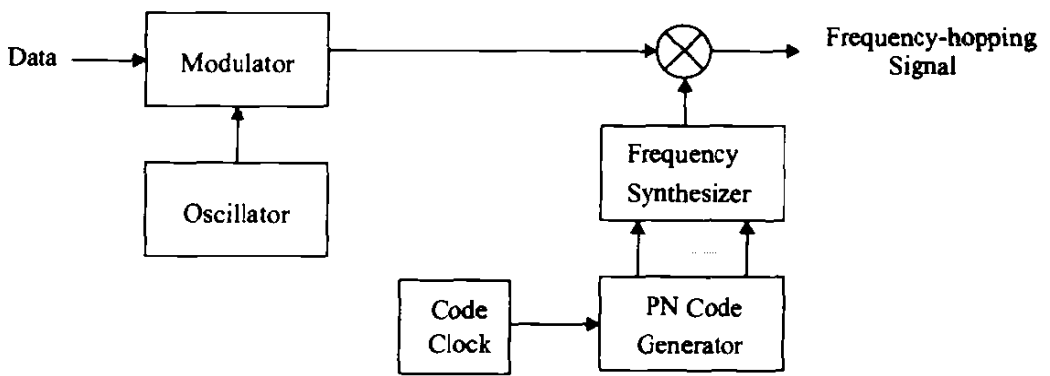 Data
Modulator
Frequency-hopping
Signal
Oscillator
Frequency
Synthesizer
Code
Clock
PN Code
Generator